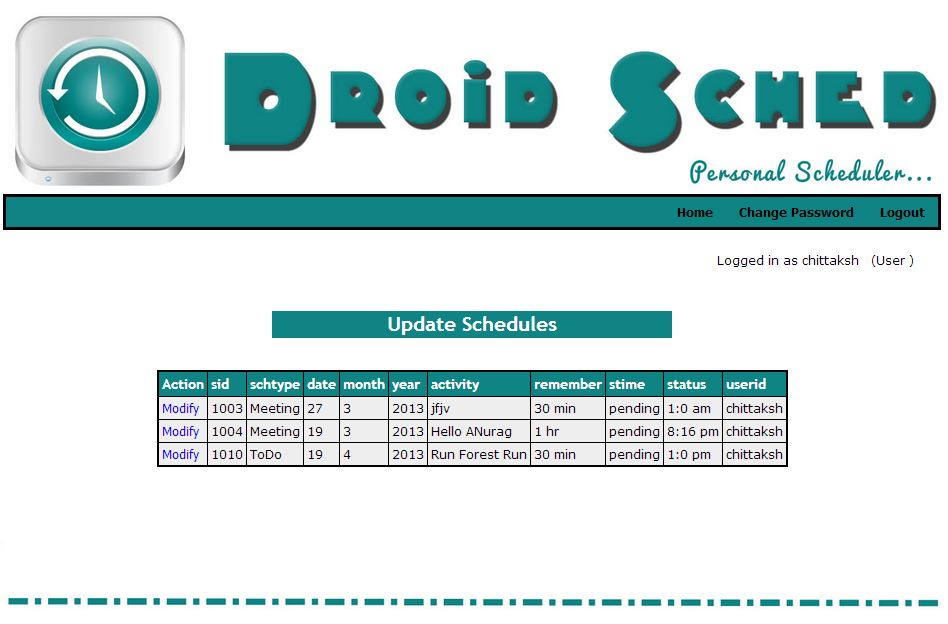 Droid Sched
Personal Scheduler...
Home Change Password Logout
Logged in as chittaksh (User )
Update Schedules
Action sid schtype date month year activity remember stime status userid
Modify 1003 Meeting 27 3 2013 jfjv 30 min pending 1:0 am chittaksh
Modify 1004 Meeting 19 3 2013 Hello ANurag 1 hr pending 8:16 pm chittaksh
Modify 1010 ToDo 19 4 2013 Run Forest Run 30 min pending 1:0 pm chittaksh